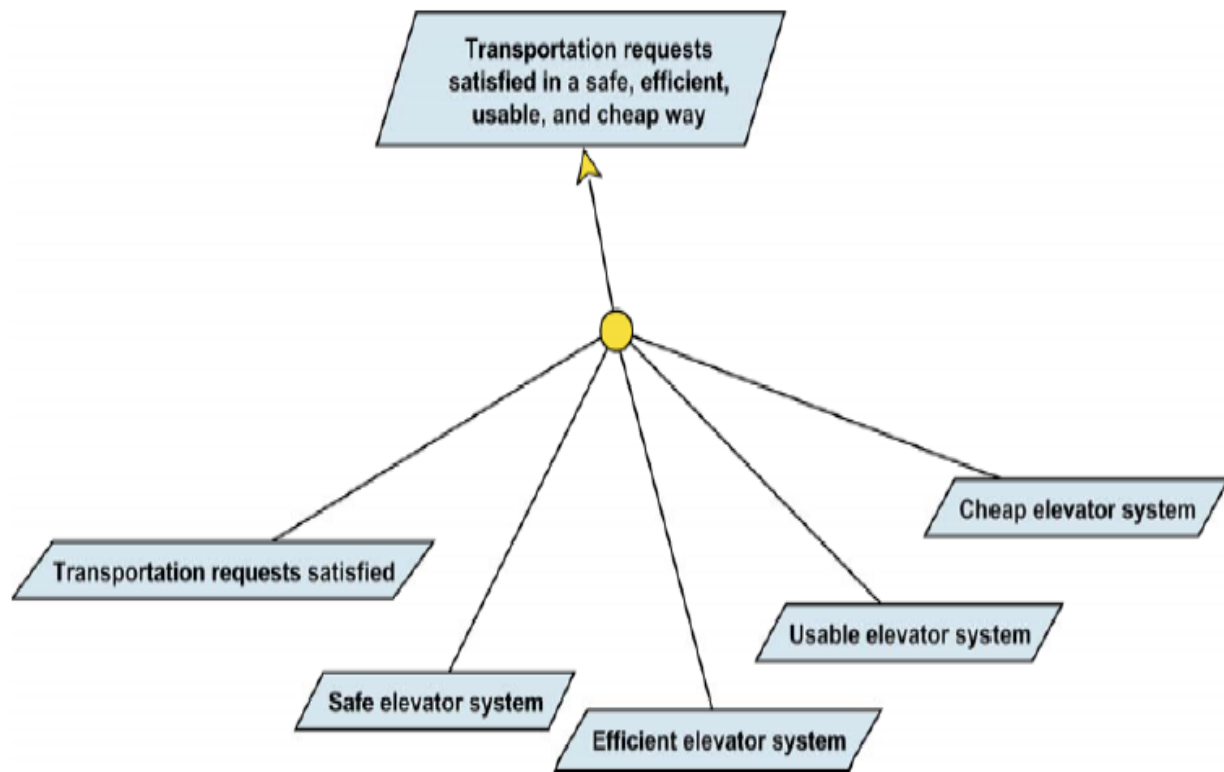 Transportation requests
satisfied in a safe, efficient,
usable, and cheap way
Cheap elevator system
Transportation requests satisfied
Usable elevator system
Safe elevator system
Efficient elevator system